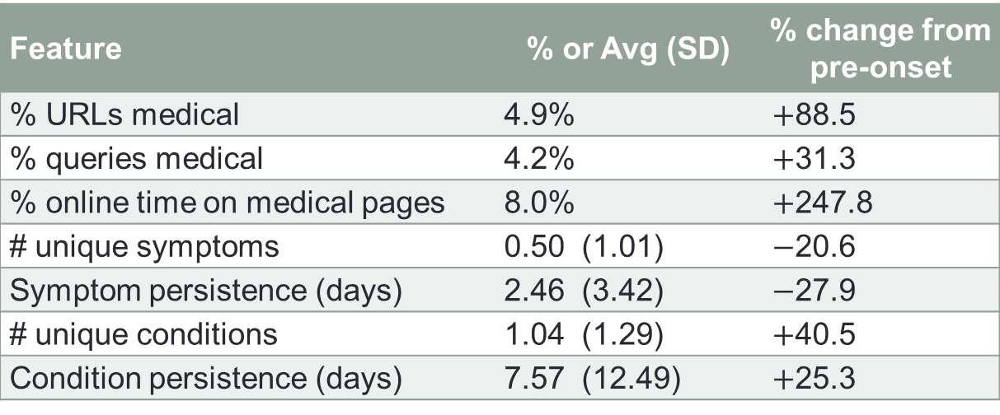 Feature % or Avg (SD) % change from pre-onset
% URLs medical 4.9% +88.5
% queries medical 4.2% +31.3
% online time on medical pages 8.0% +247.8
# unique symptoms 0.50 (1.01) −20.6
Symptom persistence (days) 2.46 (3.42) −27.9
# unique conditions 1.04 (1.29) +40.5
Condition persistence (days) 7.57 (12.49) +25.3